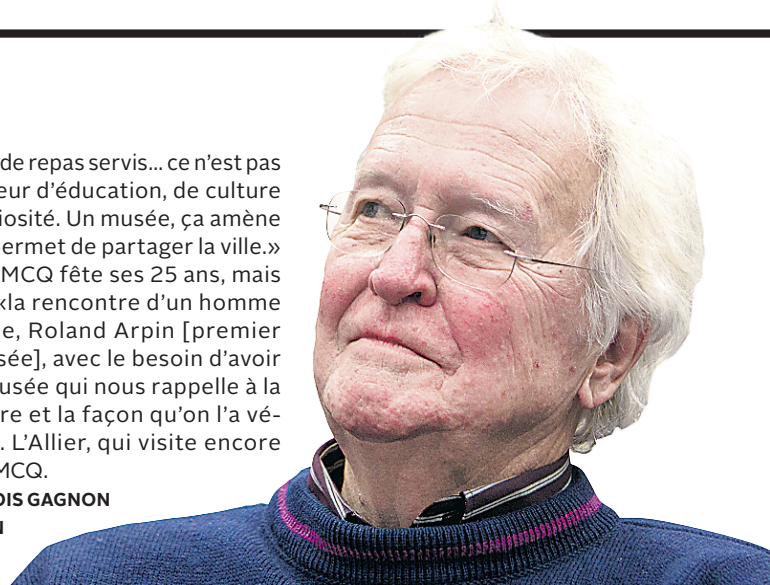 de repas servis... ce n'est pas
eur d'éducation, de culture
iosité. Un musée, ça amène
permet de partager la ville.»
MCQ fête ses 25 ans, mais
«la rencontre d'un homme
e, Roland Arpin [premier
sée], avec le besoin d'avoir
usée qui nous rappelle à la
re et la façon qu'on l'a vé-
. L'Allier, qui visite encore
MCQ.
OIS GAGNON
N